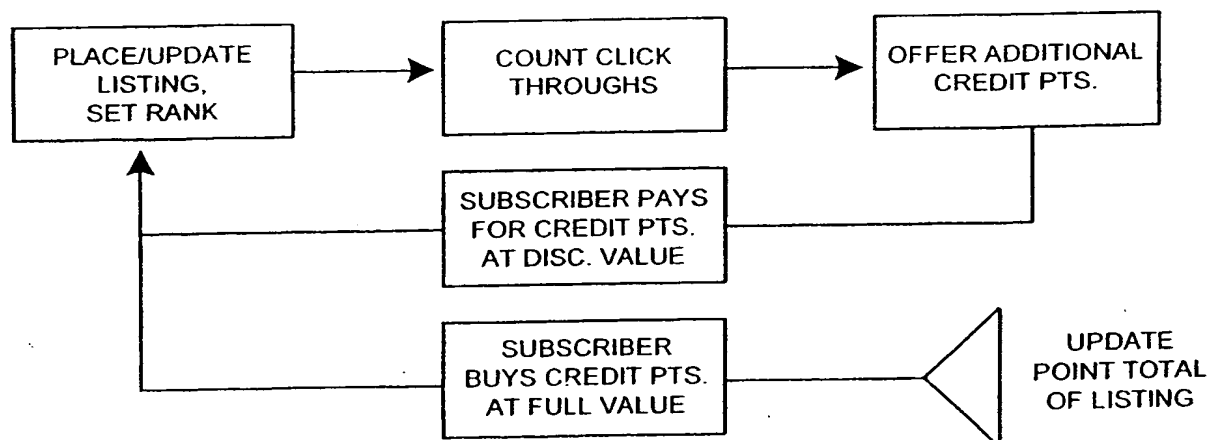 PLACE/UPDATE
LISTING,
SET RANK
COUNT CLICK
THROUGHS
OFFER ADDITIONAL
CREDIT PTS.
SUBSCRIBER PAYS
FOR CREDIT PTS.
AT DISC. VALUE
SUBSCRIBER
BUYS CREDIT PTS.
AT FULL VALUE
UPDATE
POINT TOTAL
OF LISTING